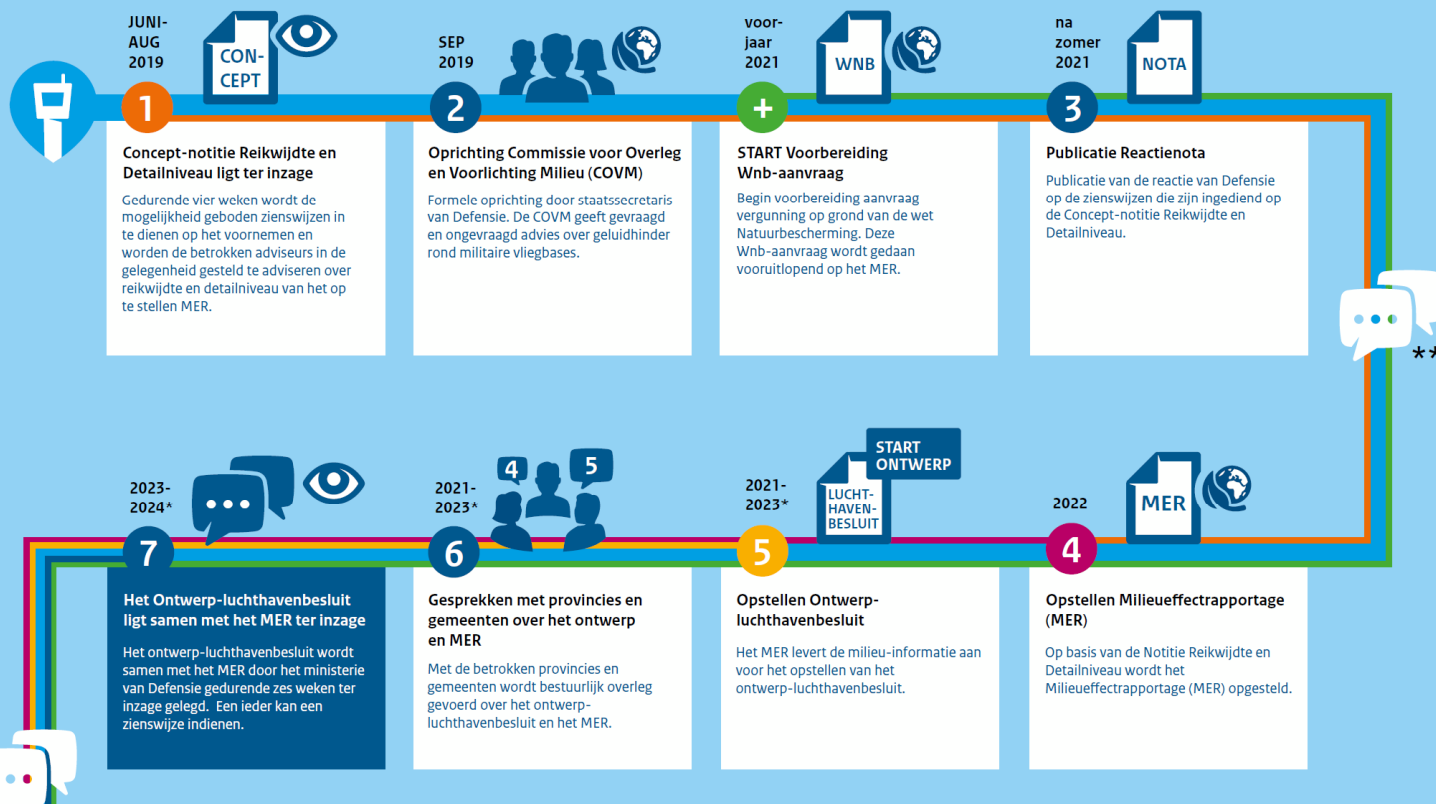 JUNI-
AUG
2019
CON-
CEPT
1
Concept-notitie Reikwijdte en
Detailniveau ligt ter inzage
Gedurende vier weken wordt de
mogelijkheid geboden zienswijzen in
te dienen op het voornemen en
worden de betrokken adviseurs in de
gelegenheid gesteld te adviseren over
reikwijdte en detailniveau van het op
te stellen MER.
SEP
2019
2
Oprichting Commissie voor Overleg
en Voorlichting Milieu (COVM)
Formele oprichting door staatssecretaris
van Defensie. De COVM geeft gevraagd
en ongevraagd advies over geluidhinder
rond militaire vliegbases.
voor-
jaar
2021
WNB
+
START Voorbereiding
Wnb-aanvraag
Begin voorbereiding aanvraag
vergunning op grond van de wet
Natuurbescherming. Deze
Wnb-aanvraag wordt gedaan
vooruitlopend op het MER.
na
zomer
2021
NOTA
3
Publicatie Reactienota
Publicatie van de reactie van Defensie
op de zienswijzen die zijn ingediend op
de Concept-notitie Reikwijdte en
Detailniveau.
**
2022
MER
4
Opstellen Milieueffectrapportage
(MER)
Op basis van de Notitie Reikwijdte en
Detailniveau wordt het
Milieueffectrapportage (MER) opgesteld.
2021-
2023*
START
ONTWERP
LUCHT-
HAVEN-
BESLUIT
5
Opstellen Ontwerp-
luchthavenbesluit
Het MER levert de milieu-informatie aan
voor het opstellen van het
ontwerp-luchthavenbesluit.
2021-
2023*
4 5
6
Gesprekken met provincies en
gemeenten over het ontwerp
en MER
Met de betrokken provincies en
gemeenten wordt bestuurlijk overleg
gevoerd over het ontwerp-
luchthavenbesluit en het MER.
2023-
2024*
7
Het Ontwerp-luchthavenbesluit
ligt samen met het MER ter inzage
Het ontwerp-luchthavenbesluit wordt
samen met het MER door het ministerie
van Defensie gedurende zes weken ter
inzage gelegd. Een ieder kan een
zienswijze indienen.